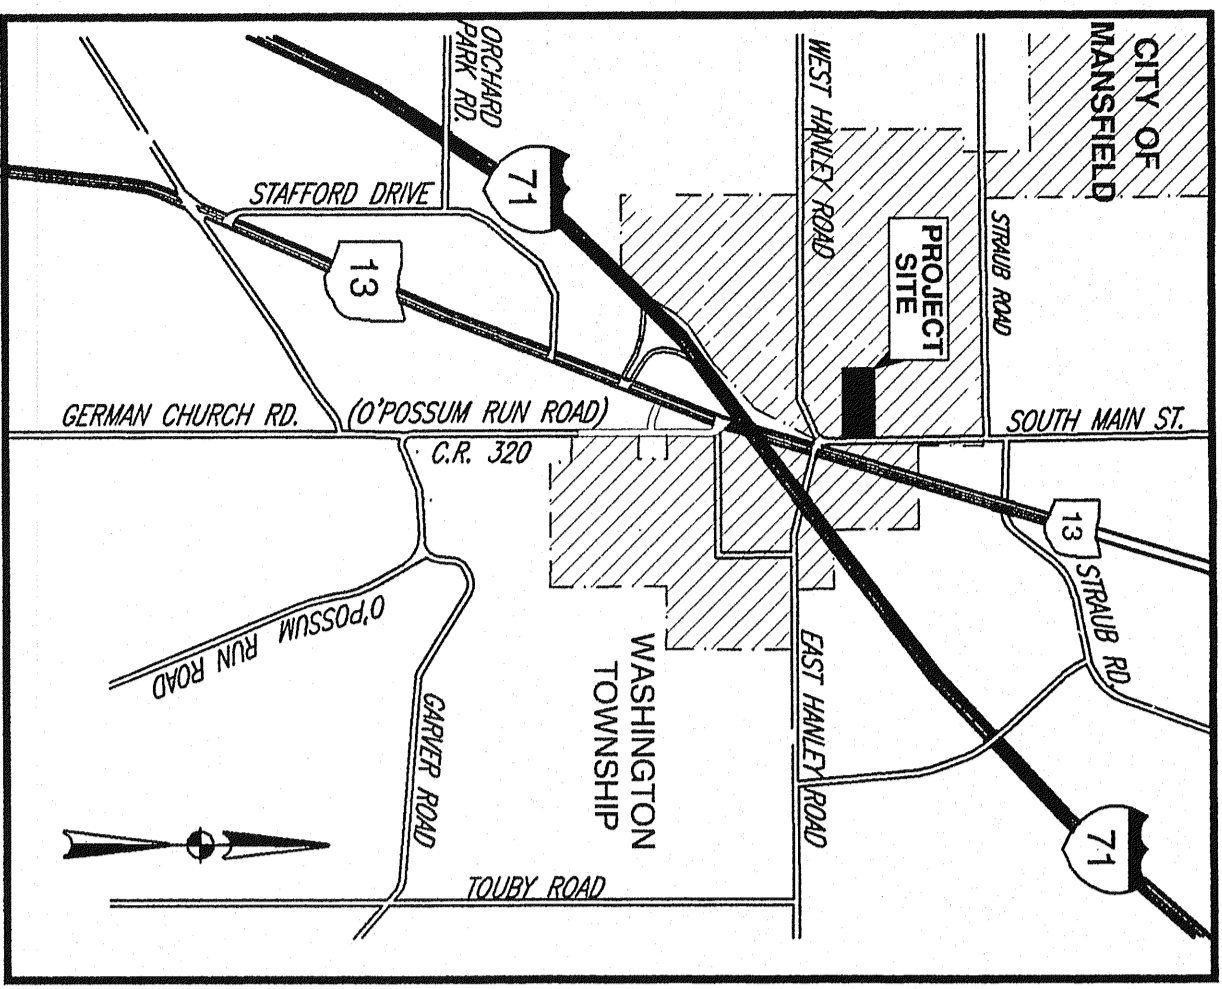 CITY OF
MANSFIELD
ORCHARD
PARK RD.
WEST HANLEY ROAD
71
STAFFORD DRIVE
STRAUB ROAD
PROJECT
SITE
13
GERMAN CHURCH RD.
(O'POSSUM RUN ROAD)
SOUTH MAIN ST.
C.R. 320
13
STRAUB RD.
O'POSSUM RUN ROAD
WASHINGTON
TOWNSHIP
EAST HANLEY ROAD
GARVER ROAD
71
TOUBY ROAD